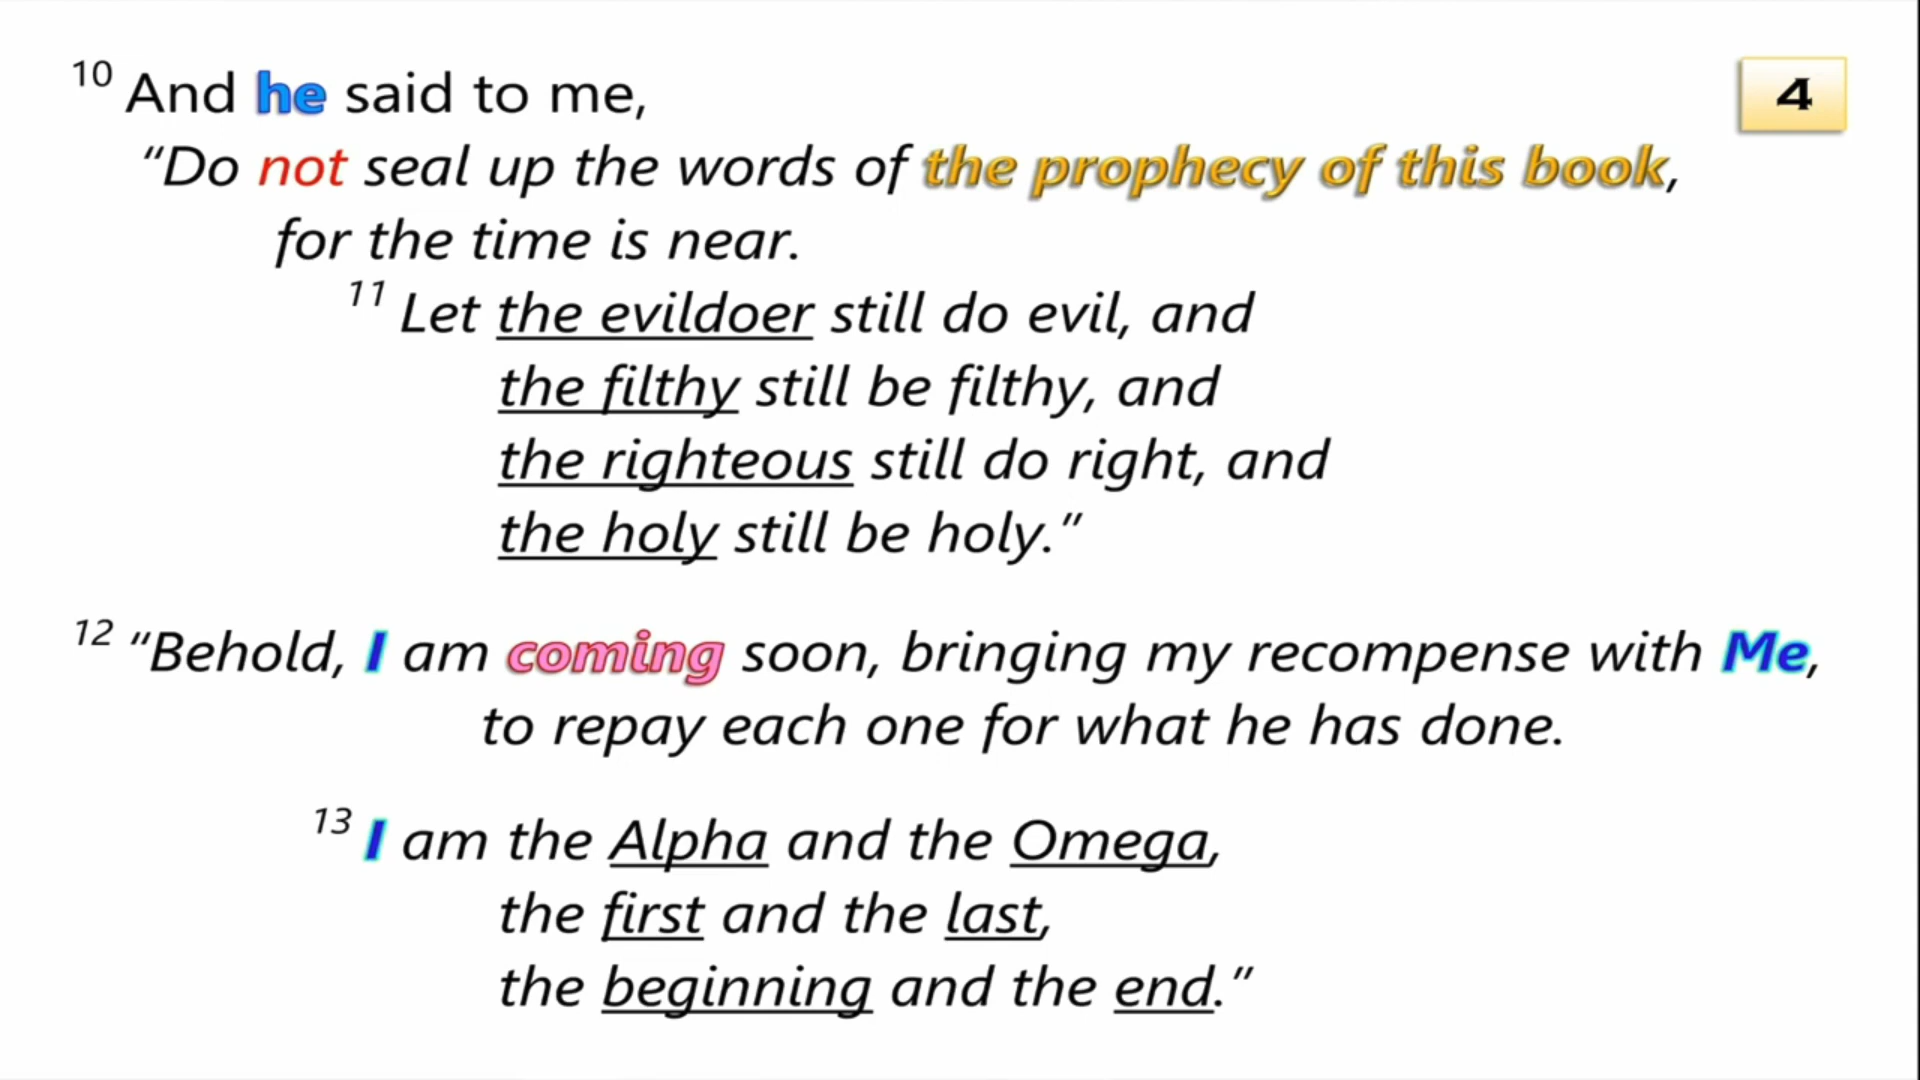 10 And he said to me,
4
“Do not seal up the words of the prophecy of this book,
for the time is near.
11 Let the evildoer still do evil, and
the filthy still be filthy, and
the righteous still do right, and
the holy still be holy.”
12 “Behold, I am coming soon, bringing my recompense with Me,
to repay each one for what he has done.
13 I am the Alpha and the Omega,
the first and the last,
the beginning and the end.”